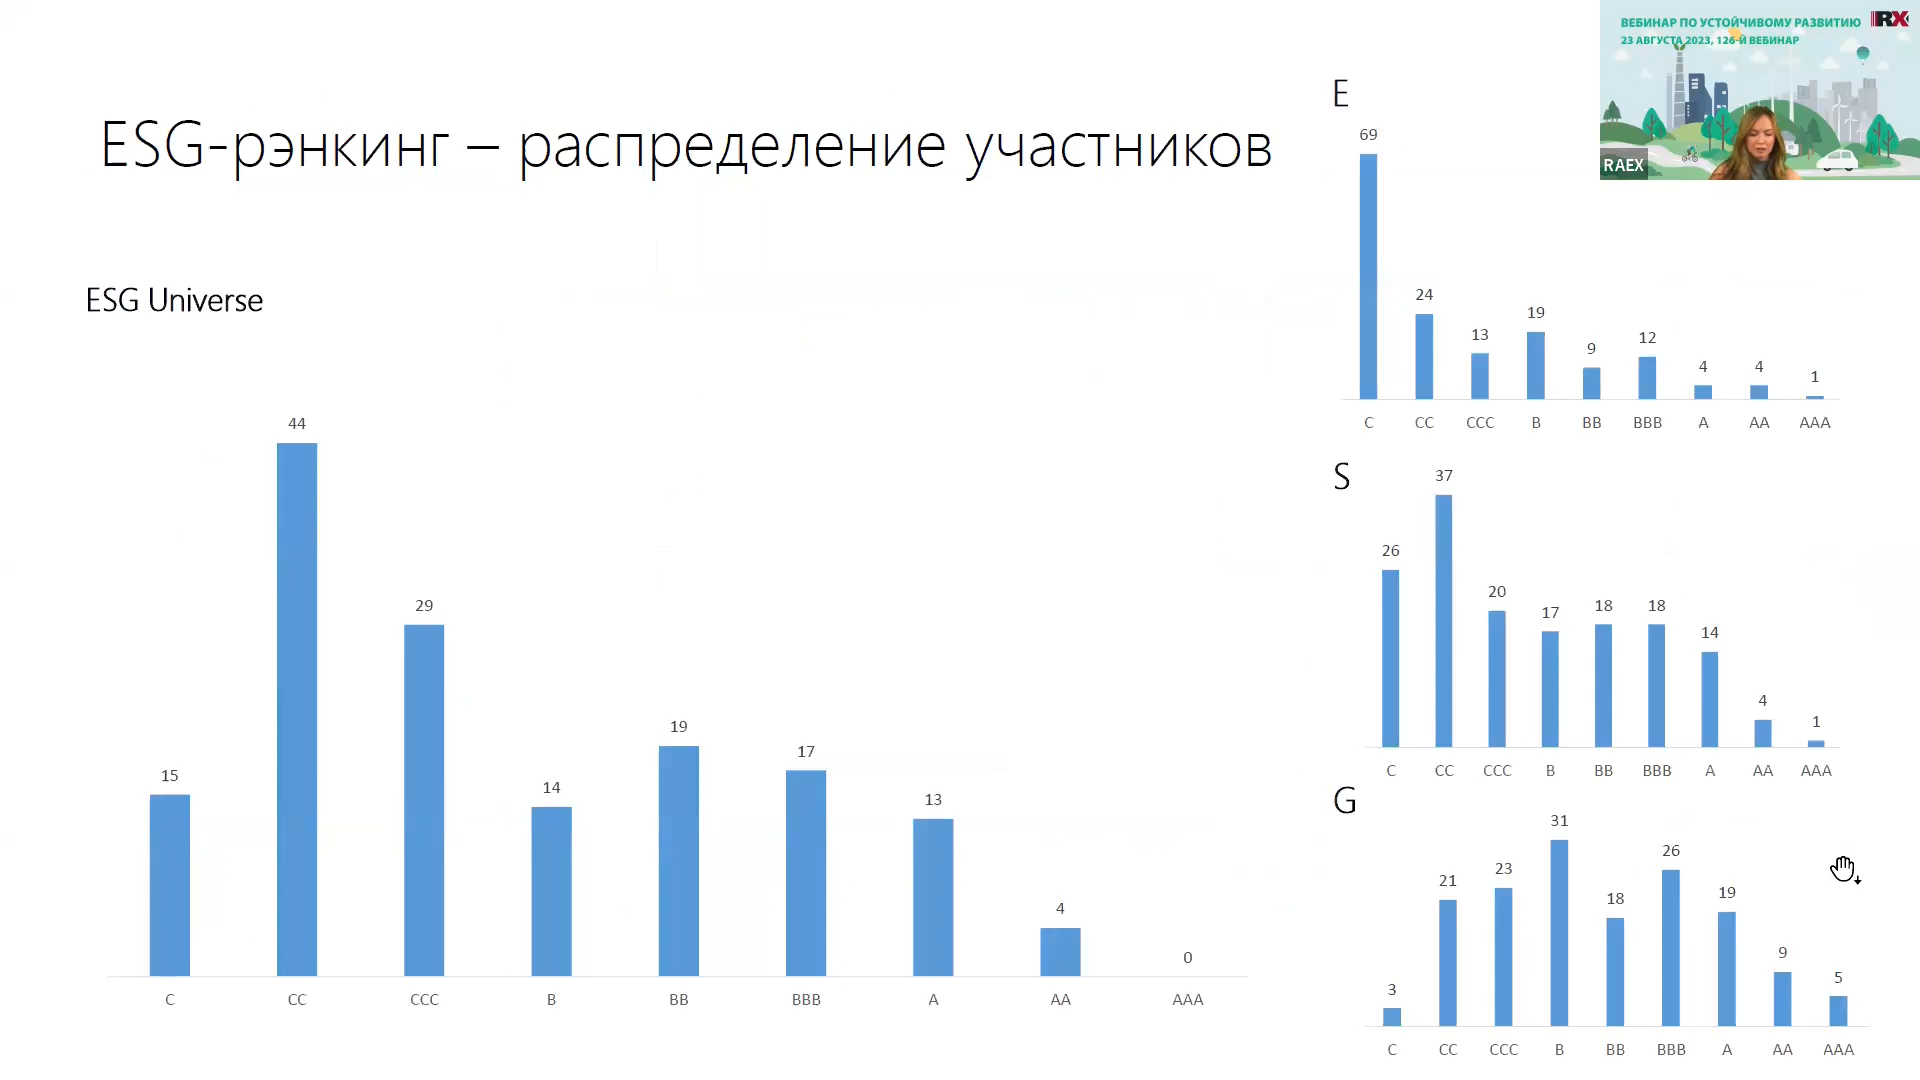 ESG-рэнкинг – распределение участников
ESG Universe
44
29
19
17
15
14
13
4
0
C CC CCC B BB BBB A AA AAA
E
69
24
19
13
12
9
4 4
1
C CC CCC B BB BBB A AA AAA
S
37
26
20
18 18
17
14
4
1
C CC CCC B BB BBB A AA AAA
G
31
26
23
21
19
18
9
5
3
C CC CCC B BB BBB A AA AAA
ВЕБИНАР ПО УСТОЙЧИВОМУ РАЗВИТИЮ
RX
23 АВГУСТА 2023, 126-Й ВЕБИНАР
RAEX